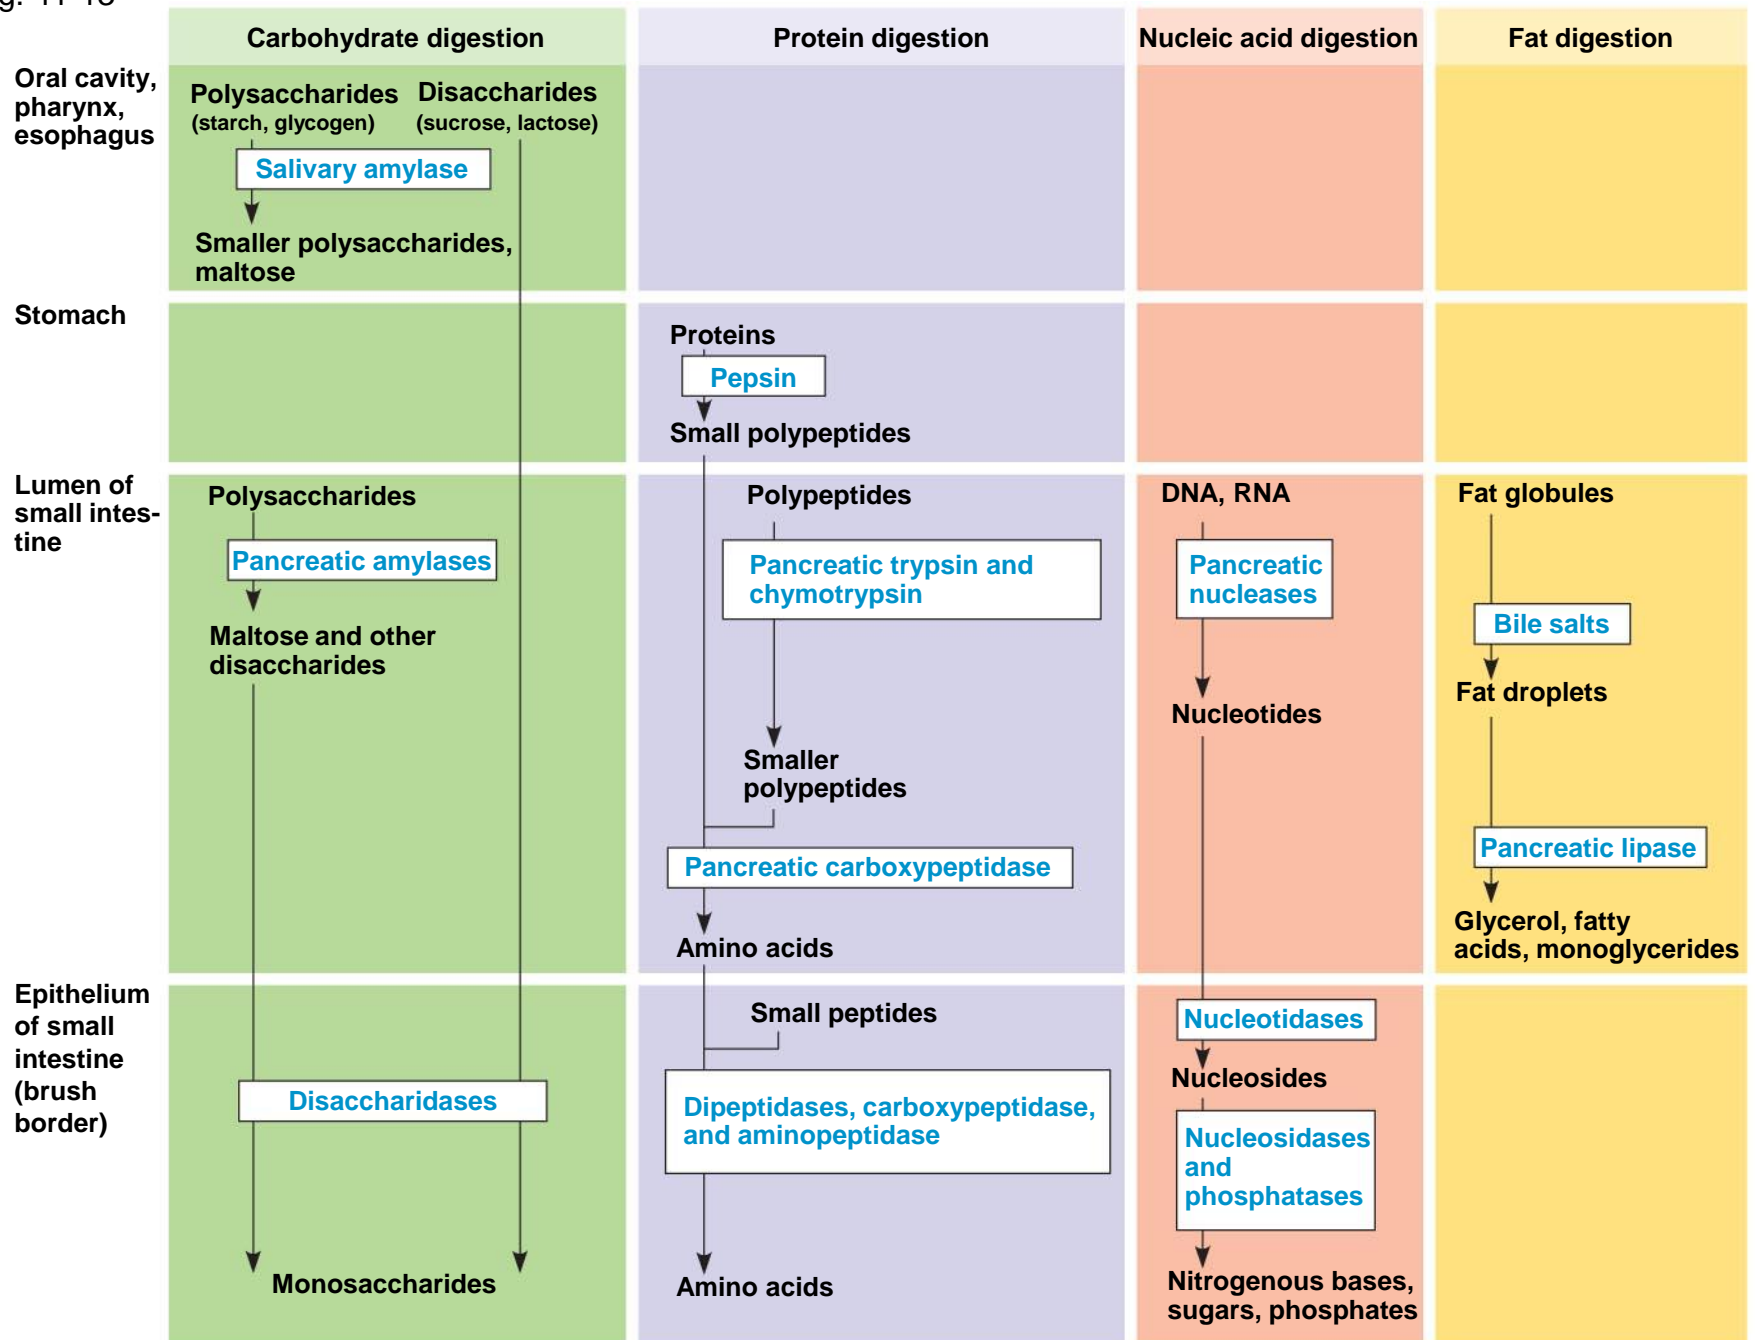 Carbohydrate digestion
Protein digestion
Nucleic acid digestion
Fat digestion
Oral cavity,
pharynx,
esophagus
Polysaccharides
(starch, glycogen)
Disaccharides
(sucrose, lactose)
Salivary amylase
Smaller polysaccharides,
maltose
Stomach
Proteins
Pepsin
Small polypeptides
Lumen of
small intes-
tine
Polysaccharides
Pancreatic amylases
Maltose and other
disaccharides
Polypeptides
Pancreatic trypsin and
chymotrypsin
Smaller
polypeptides
Pancreatic carboxypeptidase
Amino acids
DNA, RNA
Pancreatic
nucleases
Nucleotides
Fat globules
Bile salts
Fat droplets
Pancreatic lipase
Glycerol, fatty
acids, monoglycerides
Epithelium
of small
intestine
(brush
border)
Disaccharidases
Monosaccharides
Small peptides
Dipeptidases, carboxypeptidase,
and aminopeptidase
Amino acids
Nucleotidases
Nucleosides
Nucleosidases
and
phosphatases
Nitrogenous bases,
sugars, phosphates